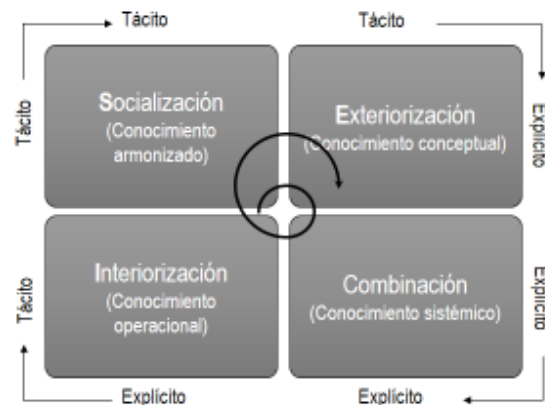 Tácito
Tácito
Tácito
Socialización
(Conocimiento
armonizado)
Exteriorización
(Conocimiento conceptual)
Explícito
Tácito
Interiorización
(Conocimiento
operacional)
Combinación
(Conocimiento sistémico)
Explícito
Explícito
Explícito